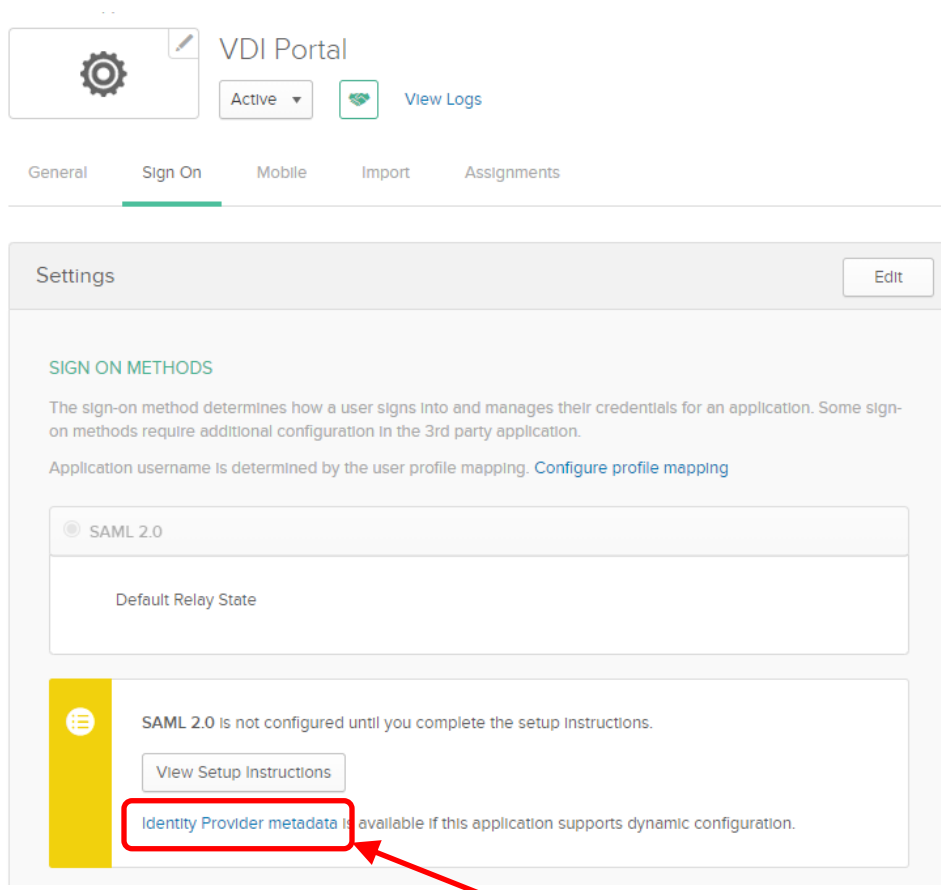 VDI Portal
Active
View Logs
General Sign On Mobile Import Assignments
Settings
Edit
SIGN ON METHODS
The sign-on method determines how a user signs into and manages their credentials for an application. Some sign-
on methods require additional configuration in the 3rd party application.
Application username is determined by the user profile mapping. Configure profile mapping
SAML 2.0
Default Relay State
SAML 2.0 is not configured until you complete the setup instructions.
View Setup Instructions
Identity Provider metadata is available if this application supports dynamic configuration.